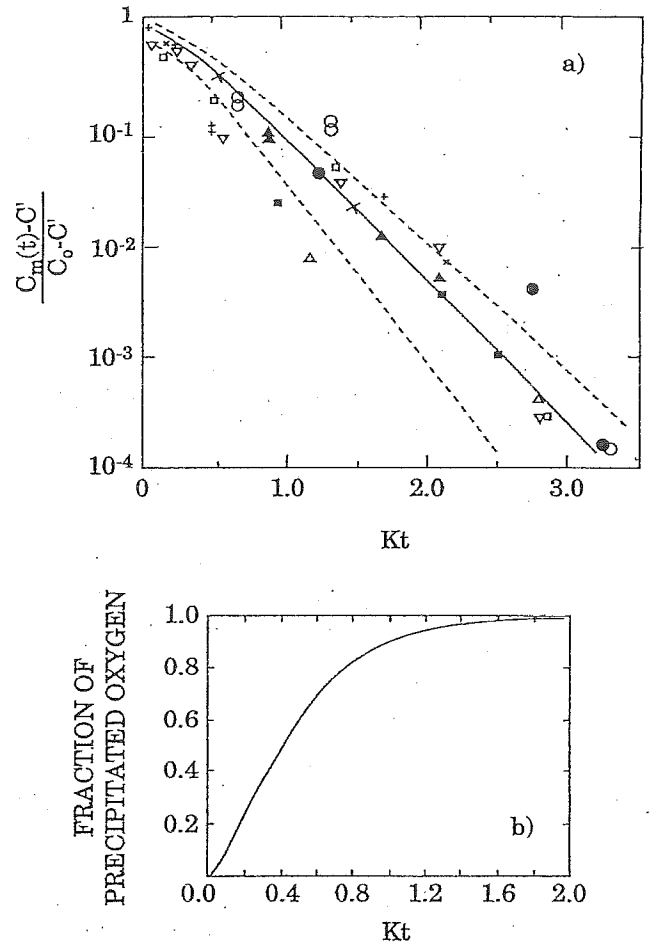 a)
C_m(t)-C'
C_o-C'
1
10^-1
10^-2
10^-3
10^-4
0 1.0 2.0 3.0
Kt
FRACTION OF
PRECIPITATED OXYGEN
1.0
0.8
0.6
0.4
0.2
b)
0.0 0.4 0.8 1.2 1.6 2.0
Kt